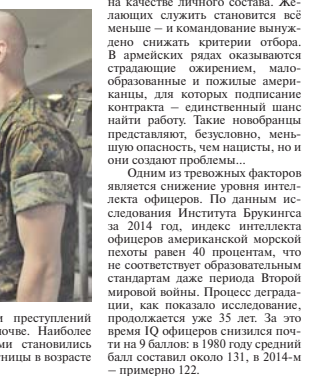 на качестве личного состава. Же-
лающих служить становится всё
меньше – и командование вынуж-
дено снижать критерии отбора.
В армейских рядах оказываются
страдающие ожирением, мало-
образованные и пожилые амери-
канцы, для которых подписание
контракта – единственный шанс
найти работу. Такие новобранцы
представляют, безусловно, мень-
шую опасность, чем нацисты, но и
они создают проблемы...
Одним из тревожных факторов
является снижение уровня интел-
лекта офицеров. По данным ис-
следования Института Брукингса
за 2014 год, индекс интеллекта
офицеров американской морской
пехоты равен 40 процентам, что
не соответствует образовательным
стандартам даже периода Второй
мировой войны. Процесс деграда-
ции, как показало исследование,
продолжается уже 35 лет. За это
время IQ офицеров снизился поч-
ти на 9 баллов: в 1980 году средний
балл составил около 131, в 2014-м
– примерно 122.
и преступлений
почве. Наиболее
ми становились
тницы в возрасте